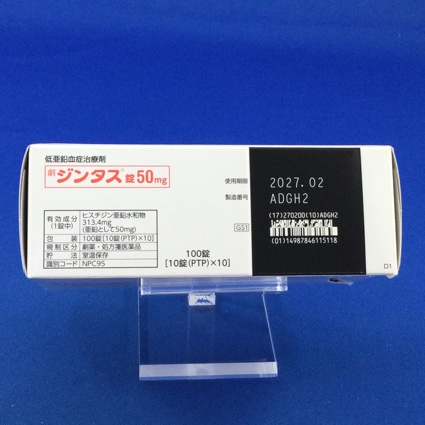 低亜鉛血症治療剤
劇 ジンタス®錠50mg
有効成分(1錠中) ヒスチジン亜鉛水和物
313.4mg
(亜鉛として50mg)
包 装 100錠[10錠(PTP)×10]
規制区分 劇薬・処方箋医薬品
貯 法 室温保存
識別コード NPC95
100錠
[10錠(PTP)×10]
使用期限 2027.02
製造番号 ADGH2
GS1
(17)270200(10)ADGH2
(01)14987846115118
D1